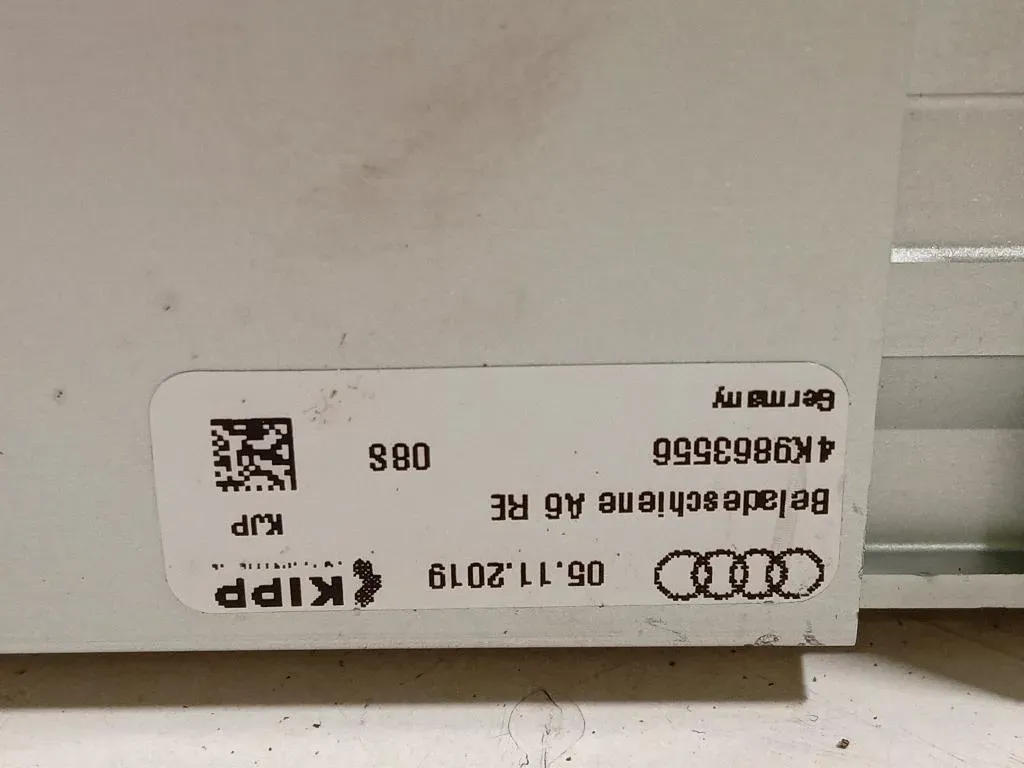 05.11.2019 KIPP
Beladeschiene A6 RE KJP
4K9863556 08S
Germany